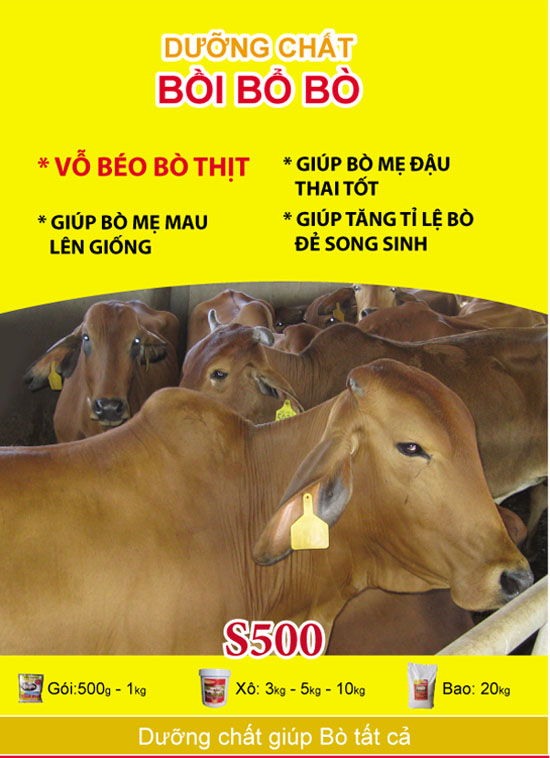 DƯỠNG CHẤT
BỒI BỔ BÒ
* VỖ BÉO BÒ THỊT
* GIÚP BÒ MẸ MAU
LÊN GIỐNG
* GIÚP BÒ MẸ ĐẬU
THAI TỐT
* GIÚP TĂNG TỈ LỆ BÒ
ĐẺ SONG SINH
S500
Gói:500g - 1kg
Xô: 3kg - 5kg - 10kg
Bao: 20kg
Dưỡng chất giúp Bò tất cả